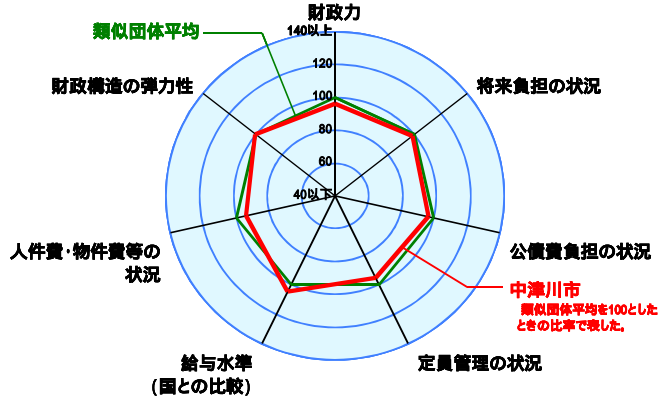 財政力
類似団体平均
140以上
120
100
80
60
40以下
財政構造の弾力性
将来負担の状況
人件費・物件費等の
状況
公債費負担の状況
中津川市
類似団体平均を100とした
ときの比率で表した。
給与水準
(国との比較)
定員管理の状況